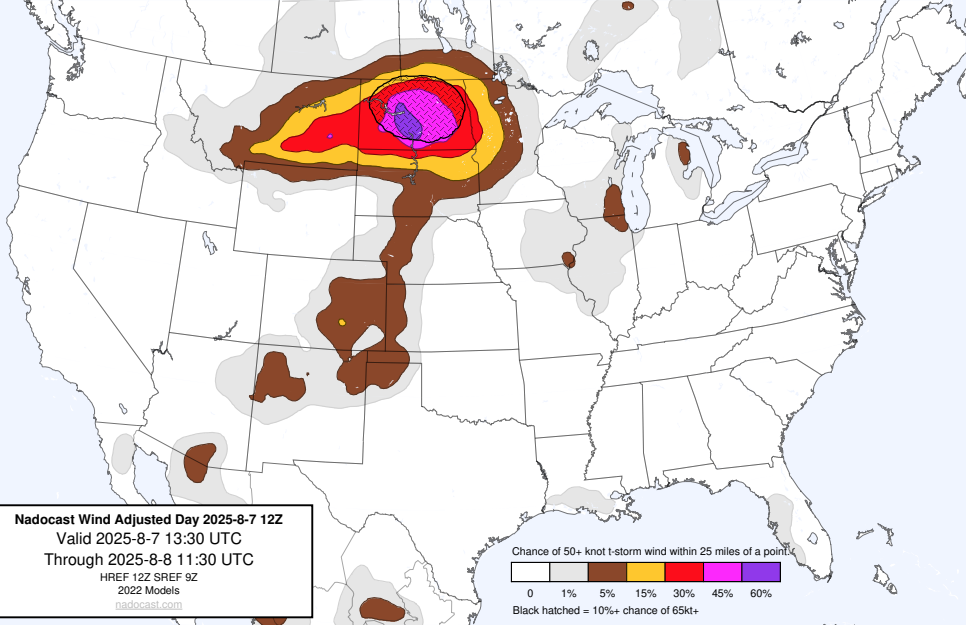 Nadocast Wind Adjusted Day 2025-8-7 12Z
Valid 2025-8-7 13:30 UTC
Through 2025-8-8 11:30 UTC
HREF 12Z SREF 9Z
2022 Models
nadocast.com
Chance of 50+ knot t-storm wind within 25 miles of a point.
0 1% 5% 15% 30% 45% 60%
Black hatched = 10%+ chance of 65kt+